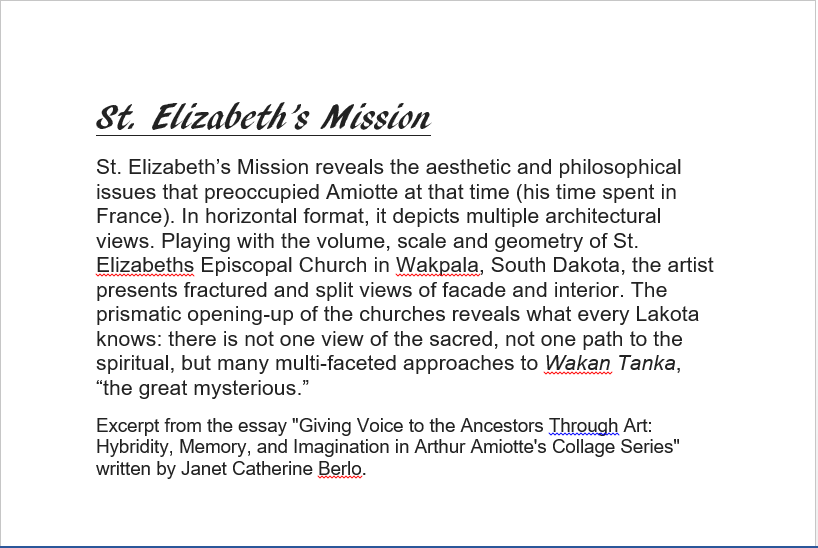 St. Elizabeth’s Mission
St. Elizabeth’s Mission reveals the aesthetic and philosophical
issues that preoccupied Amiotte at that time (his time spent in
France). In horizontal format, it depicts multiple architectural
views. Playing with the volume, scale and geometry of St.
Elizabeths Episcopal Church in Wakpala, South Dakota, the artist
presents fractured and split views of facade and interior. The
prismatic opening-up of the churches reveals what every Lakota
knows: there is not one view of the sacred, not one path to the
spiritual, but many multi-faceted approaches to Wakan Tanka,
“the great mysterious.”
Excerpt from the essay "Giving Voice to the Ancestors Through Art:
Hybridity, Memory, and Imagination in Arthur Amiotte's Collage Series"
written by Janet Catherine Berlo.